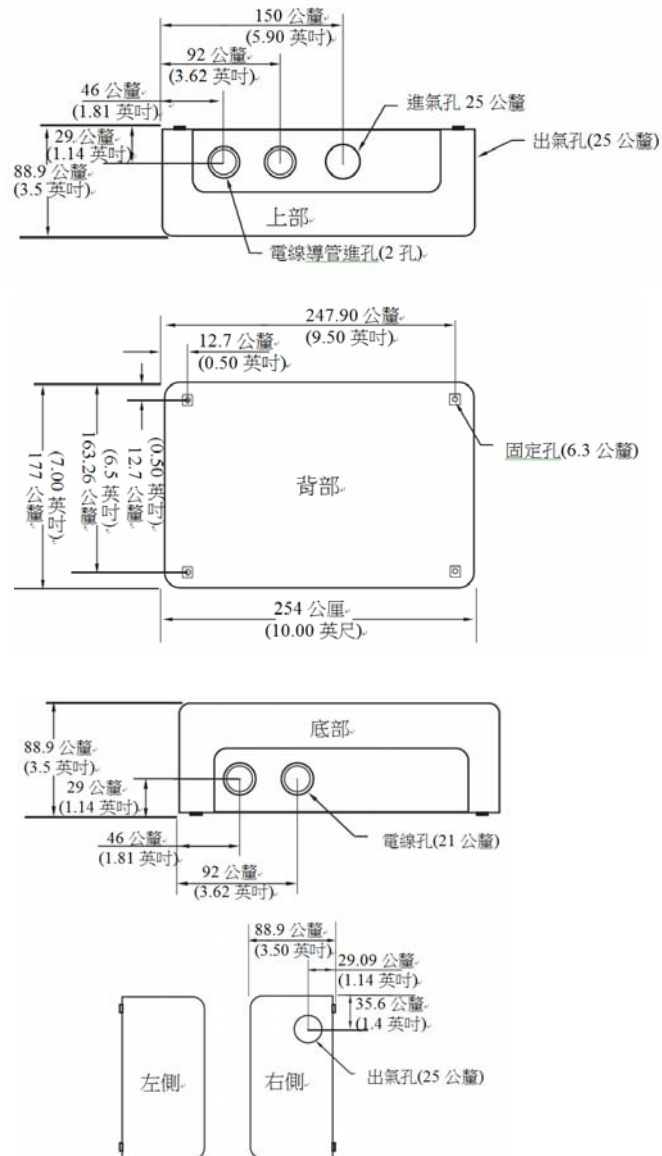 150 公釐
(5.90 英吋)
92 公釐
(3.62 英吋)
46 公釐
(1.81 英吋)
進氣孔 25 公釐
29 公釐
(1.14 英吋)
出氣孔(25 公釐)
88.9 公釐
(3.5 英吋)
上部
電線導管進孔(2 孔)
247.90 公釐
(9.50 英吋)
12.7 公釐
(0.50 英吋)
(0.50 英吋)
12.7 公釐
(6.5 英吋)
163.26 公釐
(7.00 英吋)
177 公釐
固定孔(6.3 公釐)
背部
254 公厘
(10.00 英尺)
底部
88.9 公釐
(3.5 英吋)
29 公釐
(1.14 英吋)
電線孔(21 公釐)
46 公釐
(1.81 英吋)
92 公釐
(3.62 英吋)
88.9 公釐
(3.50 英吋)
29.09 公釐
(1.14 英吋)
35.6 公釐
(1.4 英吋)
左側
右側
出氣孔(25 公釐)